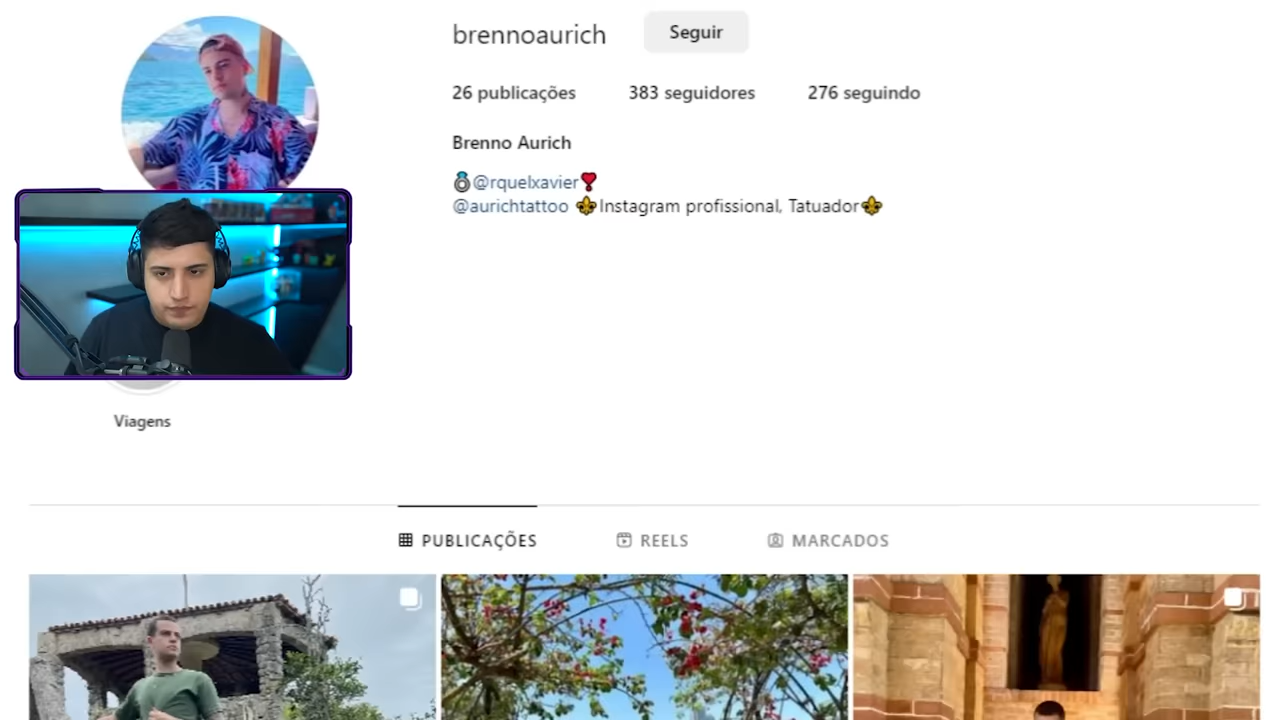 brennoaurich
Seguir
26 publicações
383 seguidores
276 seguindo
Brenno Aurich
💍@rquelxavier❣️
@aurichtattoo ⚜️Instagram profissional, Tatuador⚜️
Viagens
PUBLICAÇÕES
REELS
MARCADOS